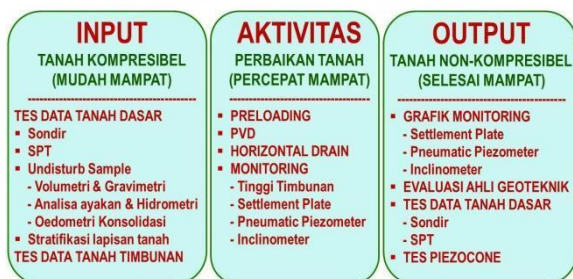 INPUT
TANAH KOMPRESIBEL
(MUDAH MAMPAT)
TES DATA TANAH DASAR
▪ Sondir
▪ SPT
▪ Undisturb Sample
- Volumetri & Gravimetri
- Analisa ayakan & Hidrometri
- Oedometri Konsolidasi
▪ Stratifikasi lapisan tanah
TES DATA TANAH TIMBUNAN
AKTIVITAS
PERBAIKAN TANAH
(PERCEPAT MAMPAT)
▪ PRELOADING
▪ PVD
▪ HORIZONTAL DRAIN
▪ MONITORING
- Tinggi Timbunan
- Settlement Plate
- Pneumatic Piezometer
- Inclinometer
OUTPUT
TANAH NON-KOMPRESIBEL
(SELESAI MAMPAT)
▪ GRAFIK MONITORING
- Settlement Plate
- Pneumatic Piezometer
- Inclinometer
▪ EVALUASI AHLI GEOTEKNIK
▪ TES DATA TANAH DASAR
- Sondir
- SPT
▪ TES PIEZOCONE